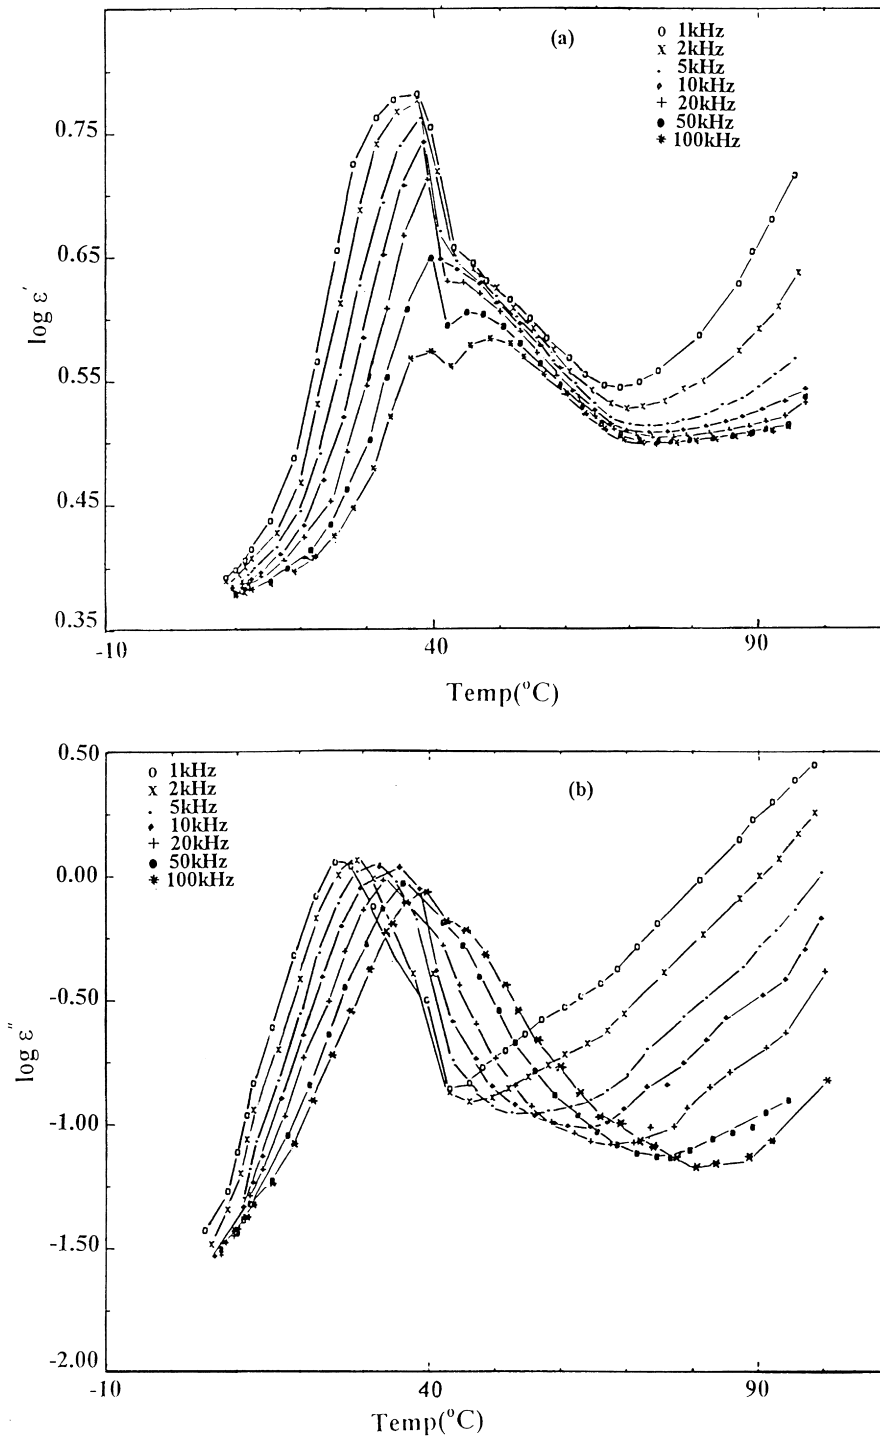 (a)
o 1kHz
x 2kHz
. 5kHz
♦ 10kHz
+ 20kHz
● 50kHz
* 100kHz
0.75
0.65
0.55
0.45
0.35
log ε'
-10 40 90
Temp(°C)
0.50
(b)
o 1kHz
x 2kHz
. 5kHz
♦ 10kHz
+ 20kHz
● 50kHz
* 100kHz
0.00
-0.50
-1.00
-1.50
-2.00
log ε"
-10 40 90
Temp(°C)